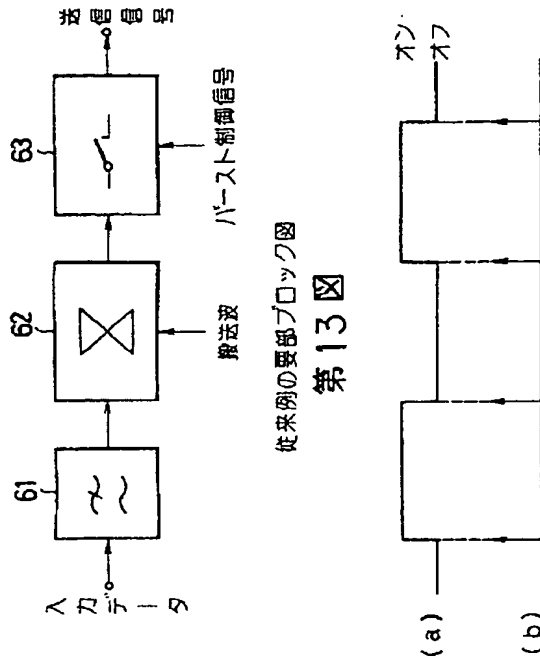 入力データ
61
62
63
搬送波
バースト制御信号
送信信号
従来例の要部ブロック図
第13図
(a)
オン
オフ
(b)